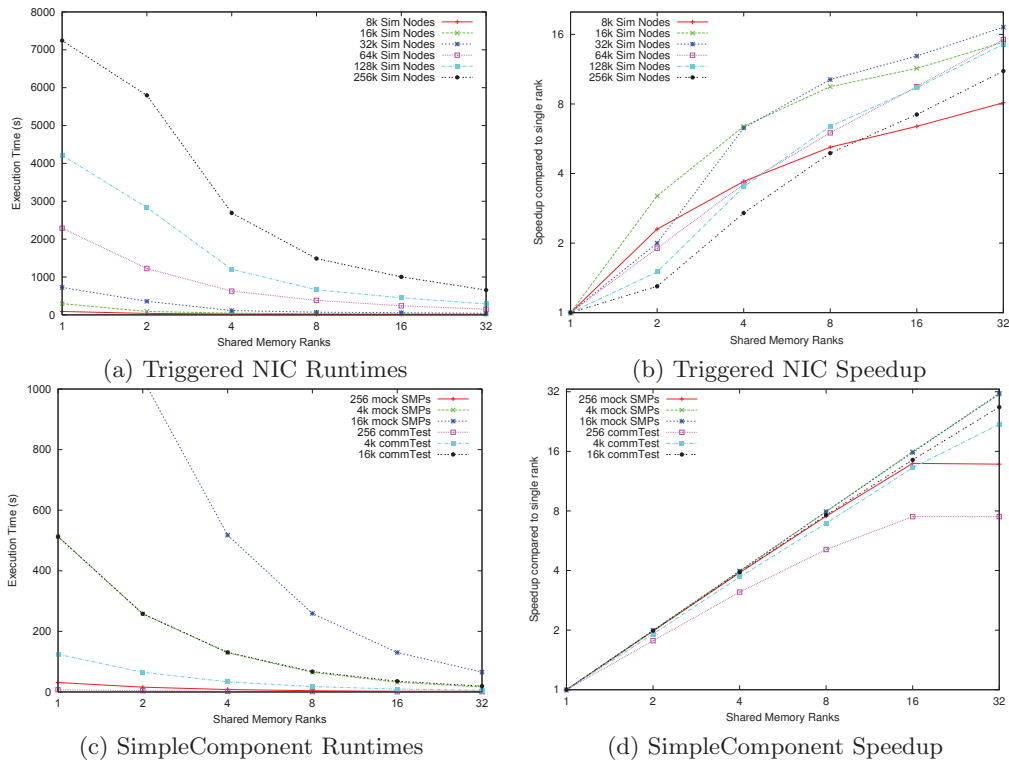 8000
7000
6000
5000
4000
3000
2000
1000
0
Execution Time (s)
8k Sim Nodes
16k Sim Nodes
32k Sim Nodes
64k Sim Nodes
128k Sim Nodes
256k Sim Nodes
1 2 4 8 16 32
Shared Memory Ranks
(a) Triggered NIC Runtimes
16
8
4
2
1
Speedup compared to single rank
8k Sim Nodes
16k Sim Nodes
32k Sim Nodes
64k Sim Nodes
128k Sim Nodes
256k Sim Nodes
1 2 4 8 16 32
Shared Memory Ranks
(b) Triggered NIC Speedup
1000
800
600
400
200
0
Execution Time (s)
256 mock SMPs
4k mock SMPs
16k mock SMPs
256 commTest
4k commTest
16k commTest
1 2 4 8 16 32
Shared Memory Ranks
(c) SimpleComponent Runtimes
32
16
8
4
2
1
Speedup compared to single rank
256 mock SMPs
4k mock SMPs
16k mock SMPs
256 commTest
4k commTest
16k commTest
1 2 4 8 16 32
Shared Memory Ranks
(d) SimpleComponent Speedup